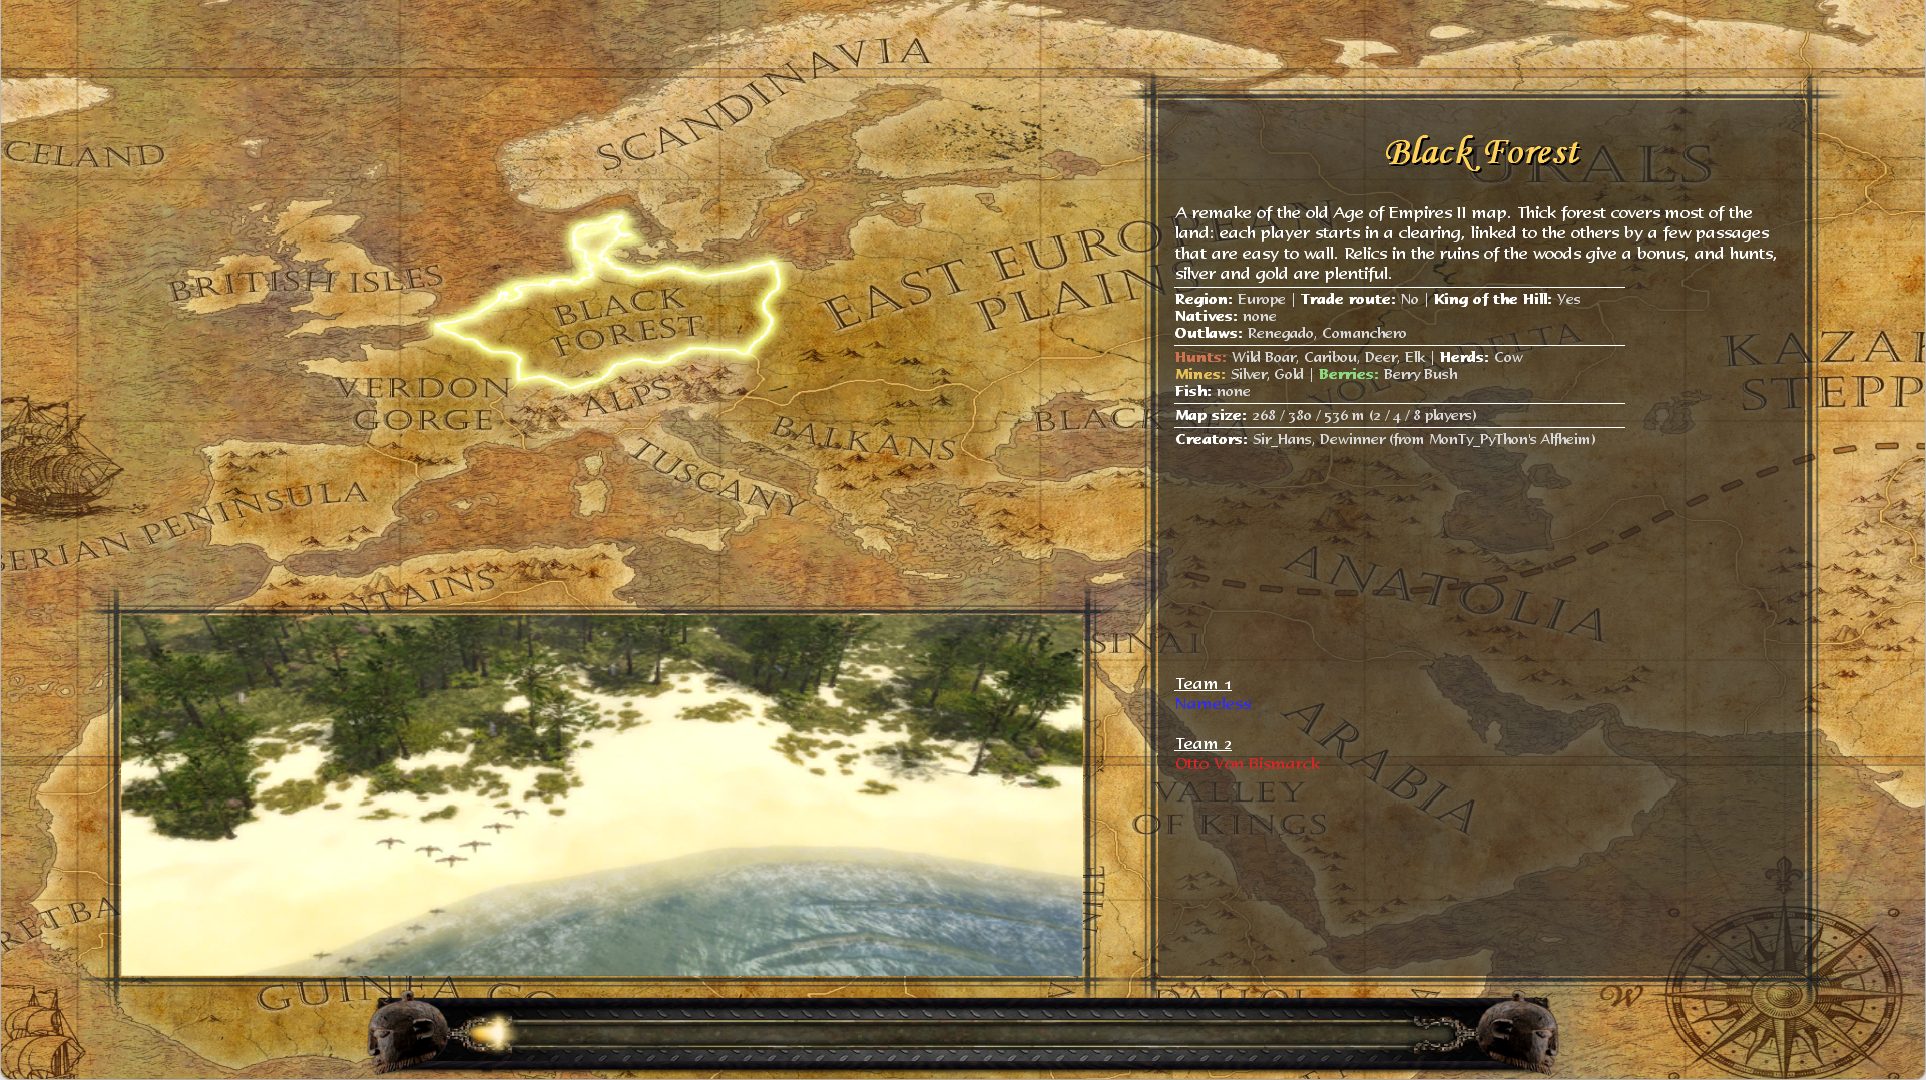 SCANDINAVIA
CELAND
BRITISH ISLES
BLACK
FOREST
EAST EUROPEAN
PLAINS
VERDON
GORGE
ALPS
BALKANS
TUSCANY
BLACK
IBERIAN PENINSULA
SINAI
URALS
DELTA
KAZAK
STEPP
ANATOLIA
ARABIA
VALLEY
OF KINGS
NILE
GUINEA CO
W
Black Forest
A remake of the old Age of Empires II map. Thick forest covers most of the
land: each player starts in a clearing, linked to the others by a few passages
that are easy to wall. Relics in the ruins of the woods give a bonus, and hunts,
silver and gold are plentiful.
Region: Europe | Trade route: No | King of the Hill: Yes
Natives: none
Outlaws: Renegado, Comanchero
Hunts: Wild Boar, Caribou, Deer, Elk | Herds: Cow
Mines: Silver, Gold | Berries: Berry Bush
Fish: none
Map size: 268 / 380 / 536 m (2 / 4 / 8 players)
Creators: Sir_Hans, Dewinner (from MonTy_PyThon's Alfheim)
Team 1
Nameless
Team 2
Otto Von Bismarck